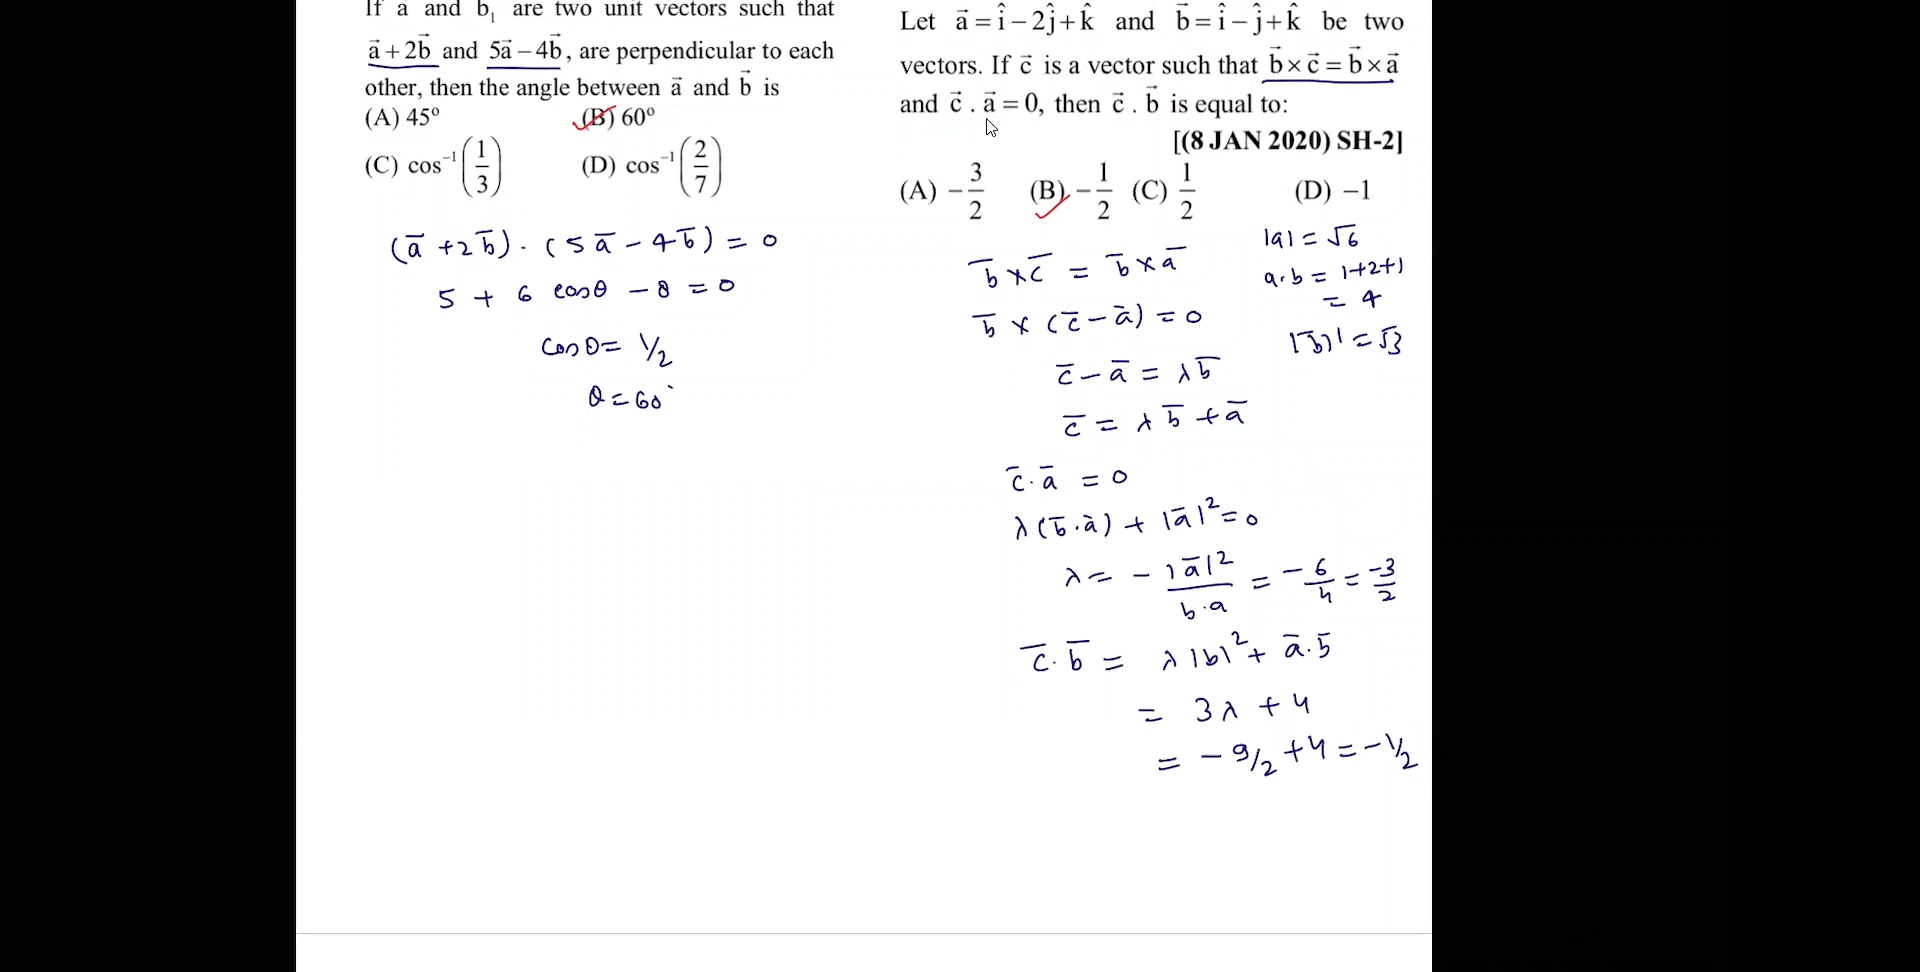 If a and b₁ are two unit vectors such that
a⃗ + 2b⃗ and 5a⃗ − 4b⃗, are perpendicular to each
other, then the angle between a⃗ and b⃗ is
(A) 45° (B) 60°
(C) cos⁻¹(1/3) (D) cos⁻¹(2/7)
(a̅ + 2b̅) · (5a̅ − 4b̅) = 0
5 + 6 cosθ − 8 = 0
cosθ = 1/2
θ = 60°
Let a⃗ = î − 2ĵ + k̂ and b⃗ = î − ĵ + k̂ be two
vectors. If c⃗ is a vector such that b⃗ × c⃗ = b⃗ × a⃗
and c⃗ . a⃗ = 0, then c⃗ . b⃗ is equal to:
[(8 JAN 2020) SH-2]
(A) −3/2 (B) −1/2 (C) 1/2 (D) −1
|a| = √6
a·b = 1+2+1
= 4
|b̅| = √3
b̅ × c̅ = b̅ × a̅
b̅ × (c̅ − a̅) = 0
c̅ − a̅ = λb̅
c̅ = λb̅ + a̅
c̅·a̅ = 0
λ(b̅·a̅) + |a̅|² = 0
λ = −|a̅|²/b·a = −6/4 = −3/2
c̅·b̅ = λ|b|² + a̅·b̅
= 3λ + 4
= −9/2 + 4 = −1/2